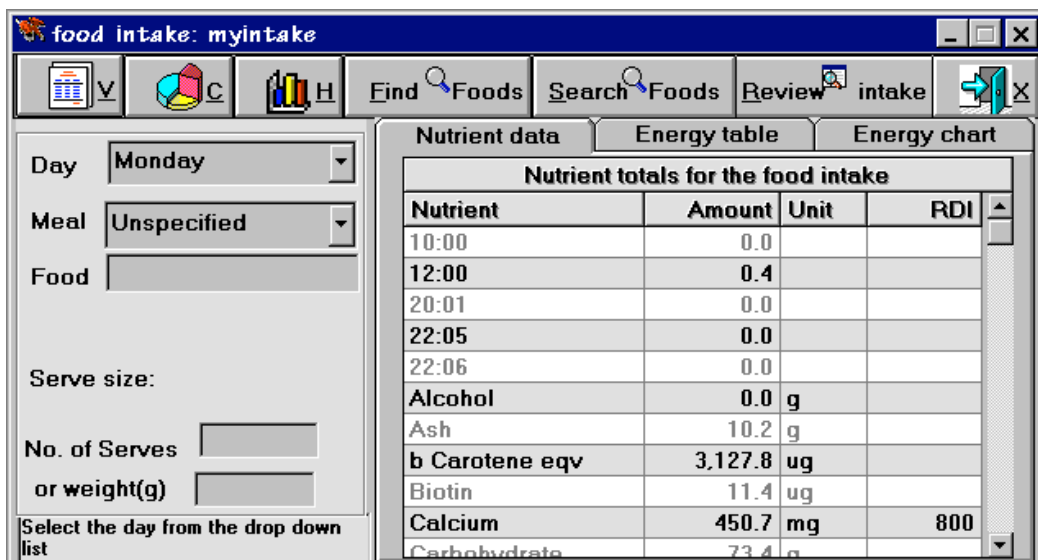 food intake: myintake
V C H Find Foods Search Foods Review intake X
Nutrient data Energy table Energy chart
Day Monday
Meal Unspecified
Food
Serve size:
No. of Serves
or weight(g)
Select the day from the drop down
list
Nutrient totals for the food intake
Nutrient Amount Unit RDI
10:00 0.0
12:00 0.4
20:01 0.0
22:05 0.0
22:06 0.0
Alcohol 0.0 g
Ash 10.2 g
b Carotene eqv 3,127.8 ug
Biotin 11.4 ug
Calcium 450.7 mg 800
Carbohydrate 73.4 g